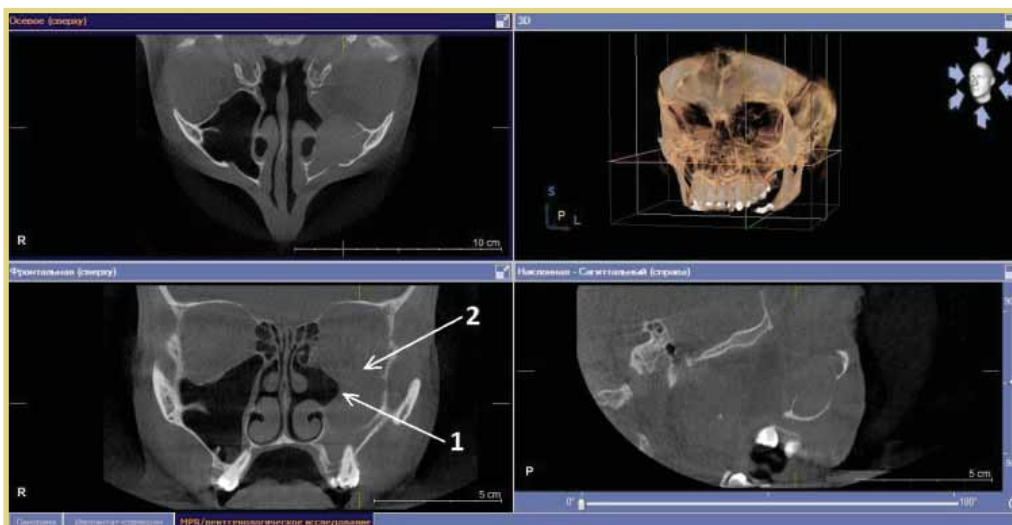 Осевое (сверху)
R
10 cm
3D
S
P
L
Фронтальная (сверху)
2
1
R
5 cm
Наклонная - Сагиттальный (справа)
P
5 cm
0°
180°
MPR/рентгенологическое исследование